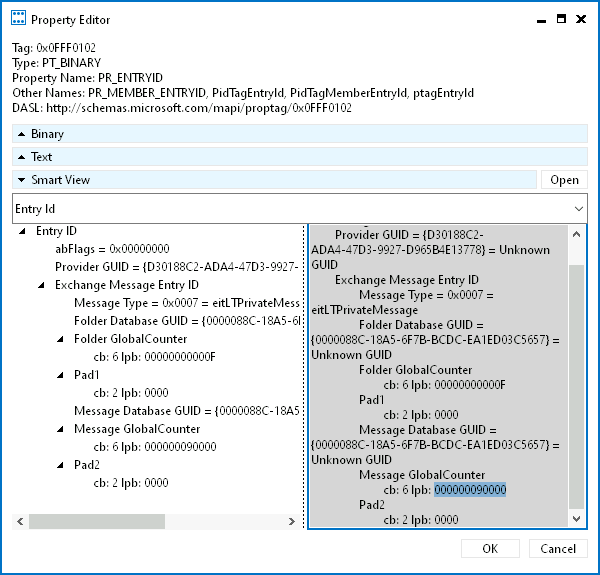 Property Editor
Tag: 0x0FFF0102
Type: PT_BINARY
Property Name: PR_ENTRYID
Other Names: PR_MEMBER_ENTRYID, PidTagEntryId, PidTagMemberEntryId, ptagEntryId
DASL: http://schemas.microsoft.com/mapi/proptag/0x0FFF0102
Binary
Text
Smart View
Open
Entry Id
Entry ID
abFlags = 0x00000000
Provider GUID = {D30188C2-ADA4-47D3-9927-
Exchange Message Entry ID
Message Type = 0x0007 = eitLTPrivateMess
Folder Database GUID = {0000088C-18A5-6
Folder GlobalCounter
cb: 6 lpb: 00000000000F
Pad1
cb: 2 lpb: 0000
Message Database GUID = {0000088C-18A5
Message GlobalCounter
cb: 6 lpb: 000000090000
Pad2
cb: 2 lpb: 0000
Provider GUID = {D30188C2-
ADA4-47D3-9927-D965B4E13778} = Unknown
GUID
Exchange Message Entry ID
Message Type = 0x0007 =
eitLTPrivateMessage
Folder Database GUID =
{0000088C-18A5-6F7B-BCDC-EA1ED03C5657} =
Unknown GUID
Folder GlobalCounter
cb: 6 lpb: 00000000000F
Pad1
cb: 2 lpb: 0000
Message Database GUID =
{0000088C-18A5-6F7B-BCDC-EA1ED03C5657} =
Unknown GUID
Message GlobalCounter
cb: 6 lpb: 000000090000
Pad2
cb: 2 lpb: 0000
OK
Cancel